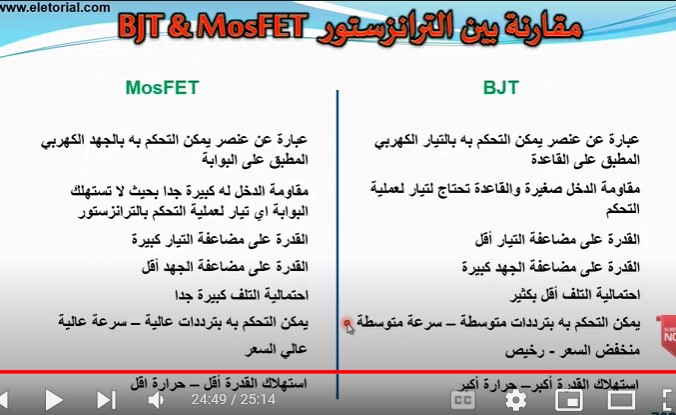 www.eletorial.com
مقارنة بين الترانزستور BJT & MosFET
BJT
عبارة عن عنصر يمكن التحكم به بالتيار الكهربي
المطبق على القاعدة
مقاومة الدخل صغيرة والقاعدة تحتاج لتيار لعملية
التحكم
القدرة على مضاعفة التيار أقل
القدرة على مضاعفة الجهد كبيرة
احتمالية التلف أقل بكثير
يمكن التحكم به بترددات متوسطة – سرعة متوسطة
منخفض السعر - رخيص
استهلاك القدرة أكبر– حرارة أكبر
MosFET
عبارة عن عنصر يمكن التحكم به بالجهد الكهربي
المطبق على البوابة
مقاومة الدخل له كبيرة جدا بحيث لا تستهلك
البوابة اي تيار لعملية التحكم بالترانزستور
القدرة على مضاعفة التيار كبيرة
القدرة على مضاعفة الجهد أقل
احتمالية التلف كبيرة جدا
يمكن التحكم به بترددات عالية – سرعة عالية
عالي السعر
استهلاك القدرة أقل – حرارة اقل
24:49 / 25:14